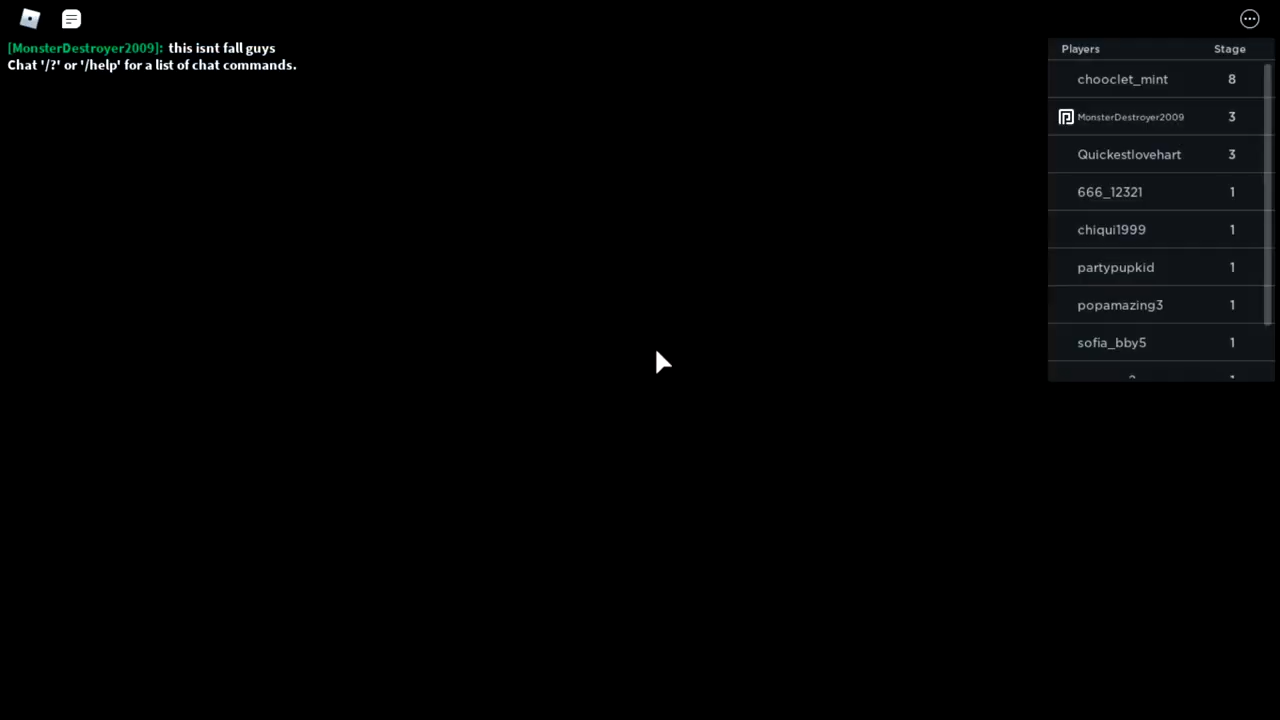 [MonsterDestroyer2009]: this isnt fall guys
Chat '/?' or '/help' for a list of chat commands.
Players Stage
chooclet_mint 8
MonsterDestroyer2009 3
Quickestlovehart 3
666_12321 1
chiqui1999 1
partypupkid 1
popamazing3 1
sofia_bby5 1